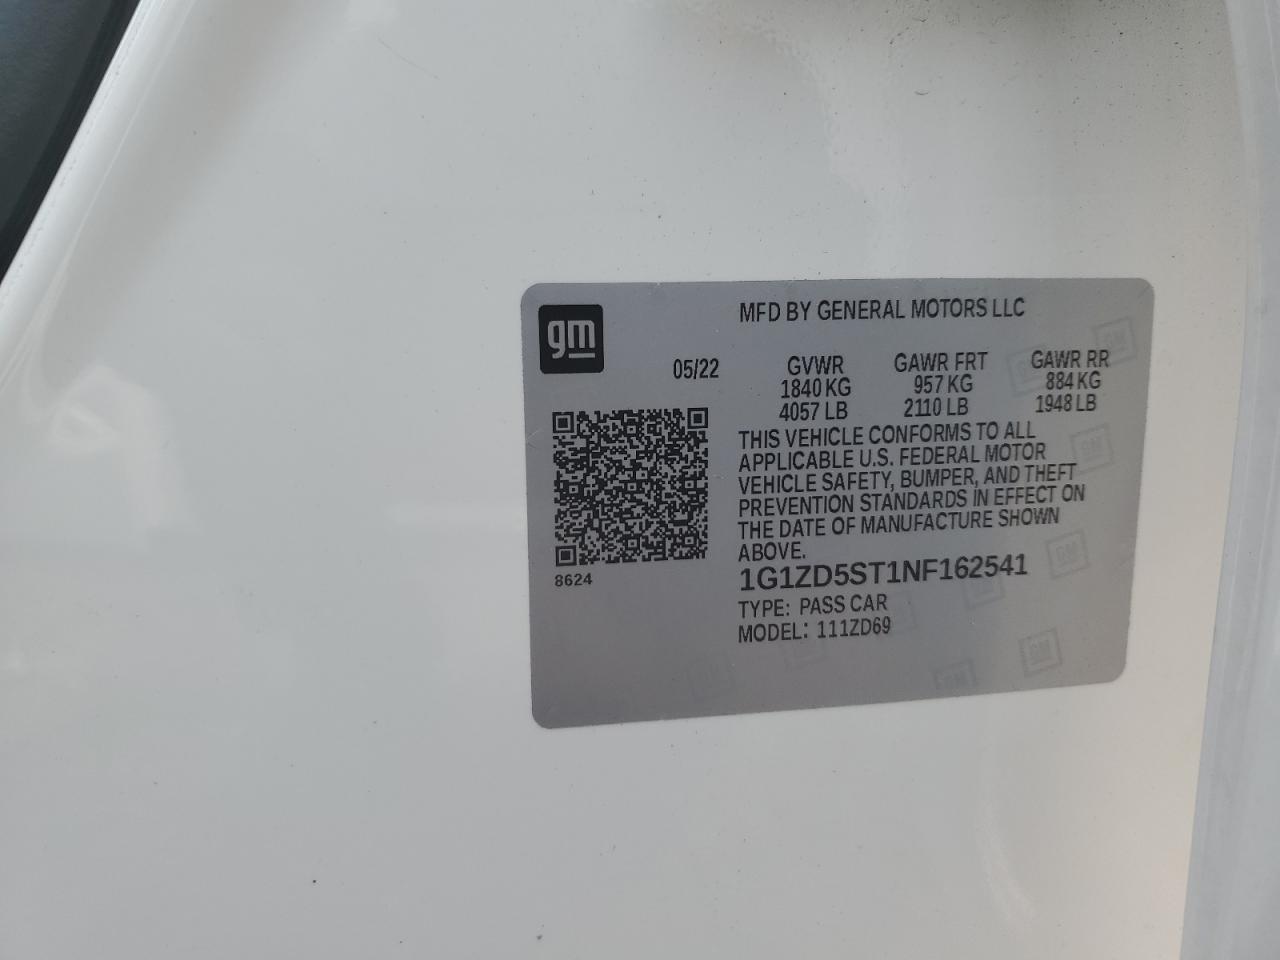 gm
MFD BY GENERAL MOTORS LLC
05/22
GVWR GAWR FRT GAWR RR
1840 KG 957 KG 884 KG
4057 LB 2110 LB 1948 LB
THIS VEHICLE CONFORMS TO ALL
APPLICABLE U.S. FEDERAL MOTOR
VEHICLE SAFETY, BUMPER, AND THEFT
PREVENTION STANDARDS IN EFFECT ON
THE DATE OF MANUFACTURE SHOWN
ABOVE.
8624
1G1ZD5ST1NF162541
TYPE: PASS CAR
MODEL: 111ZD69